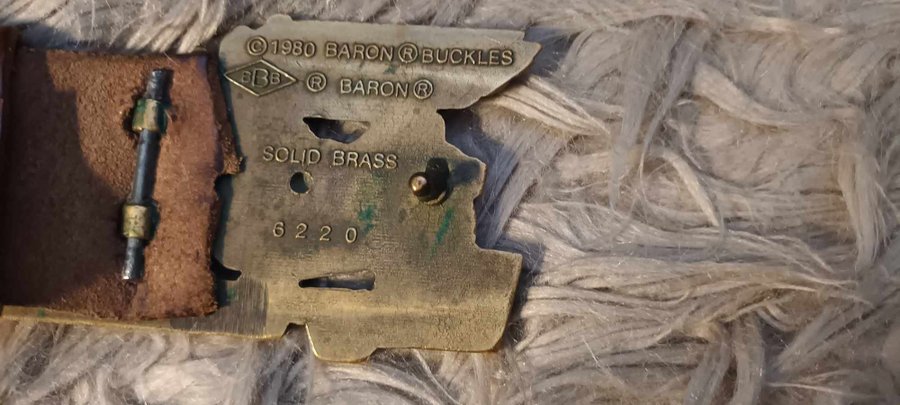 © 1980 BARON ® BUCKLES
BBB ® BARON ®
SOLID BRASS
6220